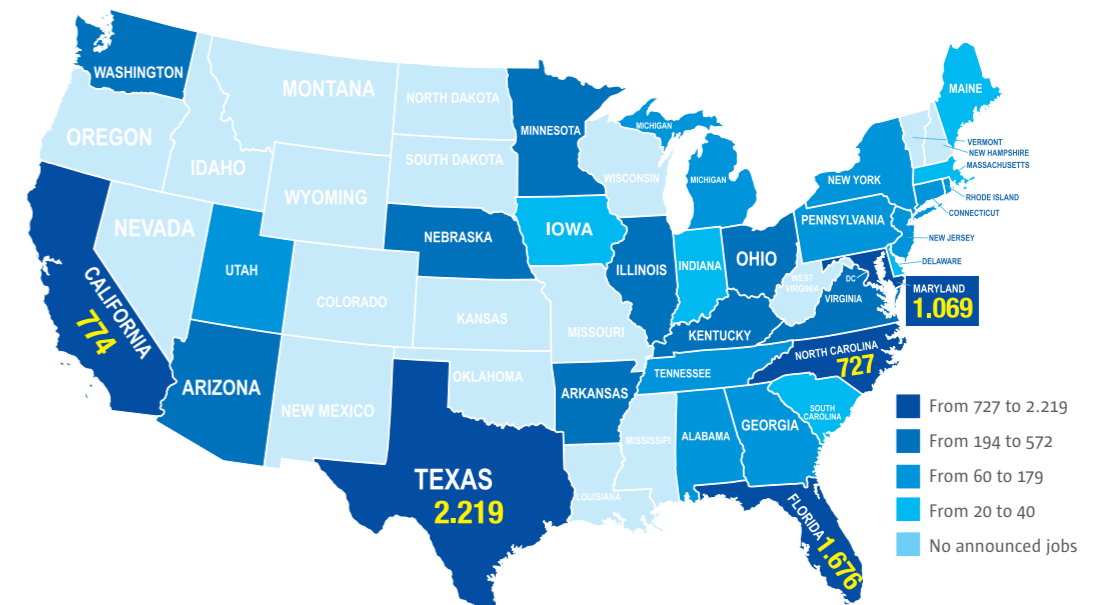 WASHINGTON
MONTANA
NORTH DAKOTA
MINNESOTA
MICHIGAN
MAINE
OREGON
IDAHO
SOUTH DAKOTA
WISCONSIN
MICHIGAN
VERMONT
NEW HAMPSHIRE
MASSACHUSETTS
WYOMING
NEW YORK
RHODE ISLAND
CONNECTICUT
NEVADA
NEBRASKA
IOWA
PENNSYLVANIA
NEW JERSEY
UTAH
ILLINOIS
INDIANA
OHIO
DELAWARE
CALIFORNIA
774
COLORADO
KANSAS
MISSOURI
WEST
VIRGINIA
DC
VIRGINIA
MARYLAND
1.069
KENTUCKY
NORTH CAROLINA
727
ARIZONA
NEW MEXICO
OKLAHOMA
ARKANSAS
TENNESSEE
SOUTH
CAROLINA
MISSISSIPI
ALABAMA
GEORGIA
TEXAS
2.219
LOUISIANA
FLORIDA
1.676
From 727 to 2.219
From 194 to 572
From 60 to 179
From 20 to 40
No announced jobs